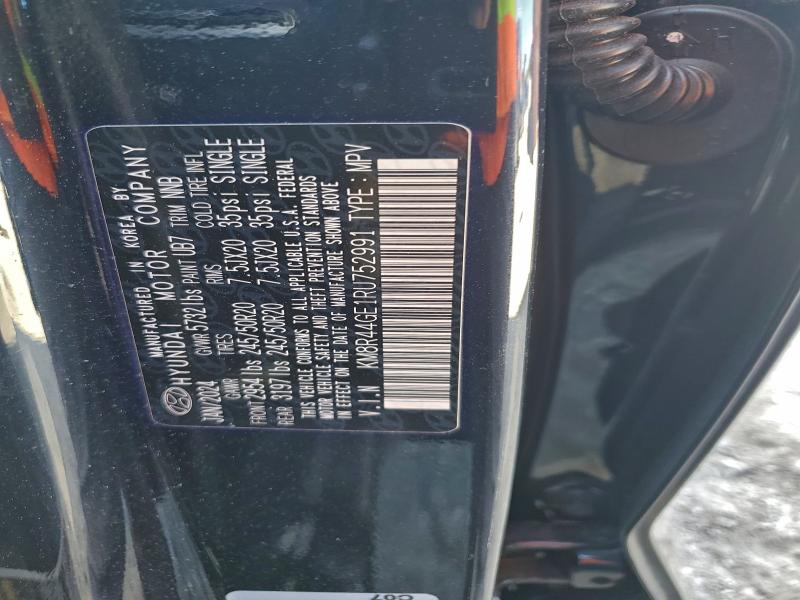 MANUFACTURED IN KOREA BY
HYUNDAI MOTOR COMPANY
JAN/2024 GVWR 5732 lbs PAINT UB7 TRIM NNB
GAWR TIRES RIMS COLD TIRE INFL
FRONT 2954 lbs 245/50R20 7.5JX20 35psi SINGLE
REAR 3197 lbs 245/50R20 7.5JX20 35psi SINGLE
THIS VEHICLE CONFORMS TO ALL APPLICABLE U.S.A. FEDERAL
MOTOR VEHICLE SAFETY AND THEFT PREVENTION STANDARDS
IN EFFECT ON THE DATE OF MANUFACTURE SHOWN ABOVE
V.I.N KM8R44GE1RU752991 TYPE : MPV